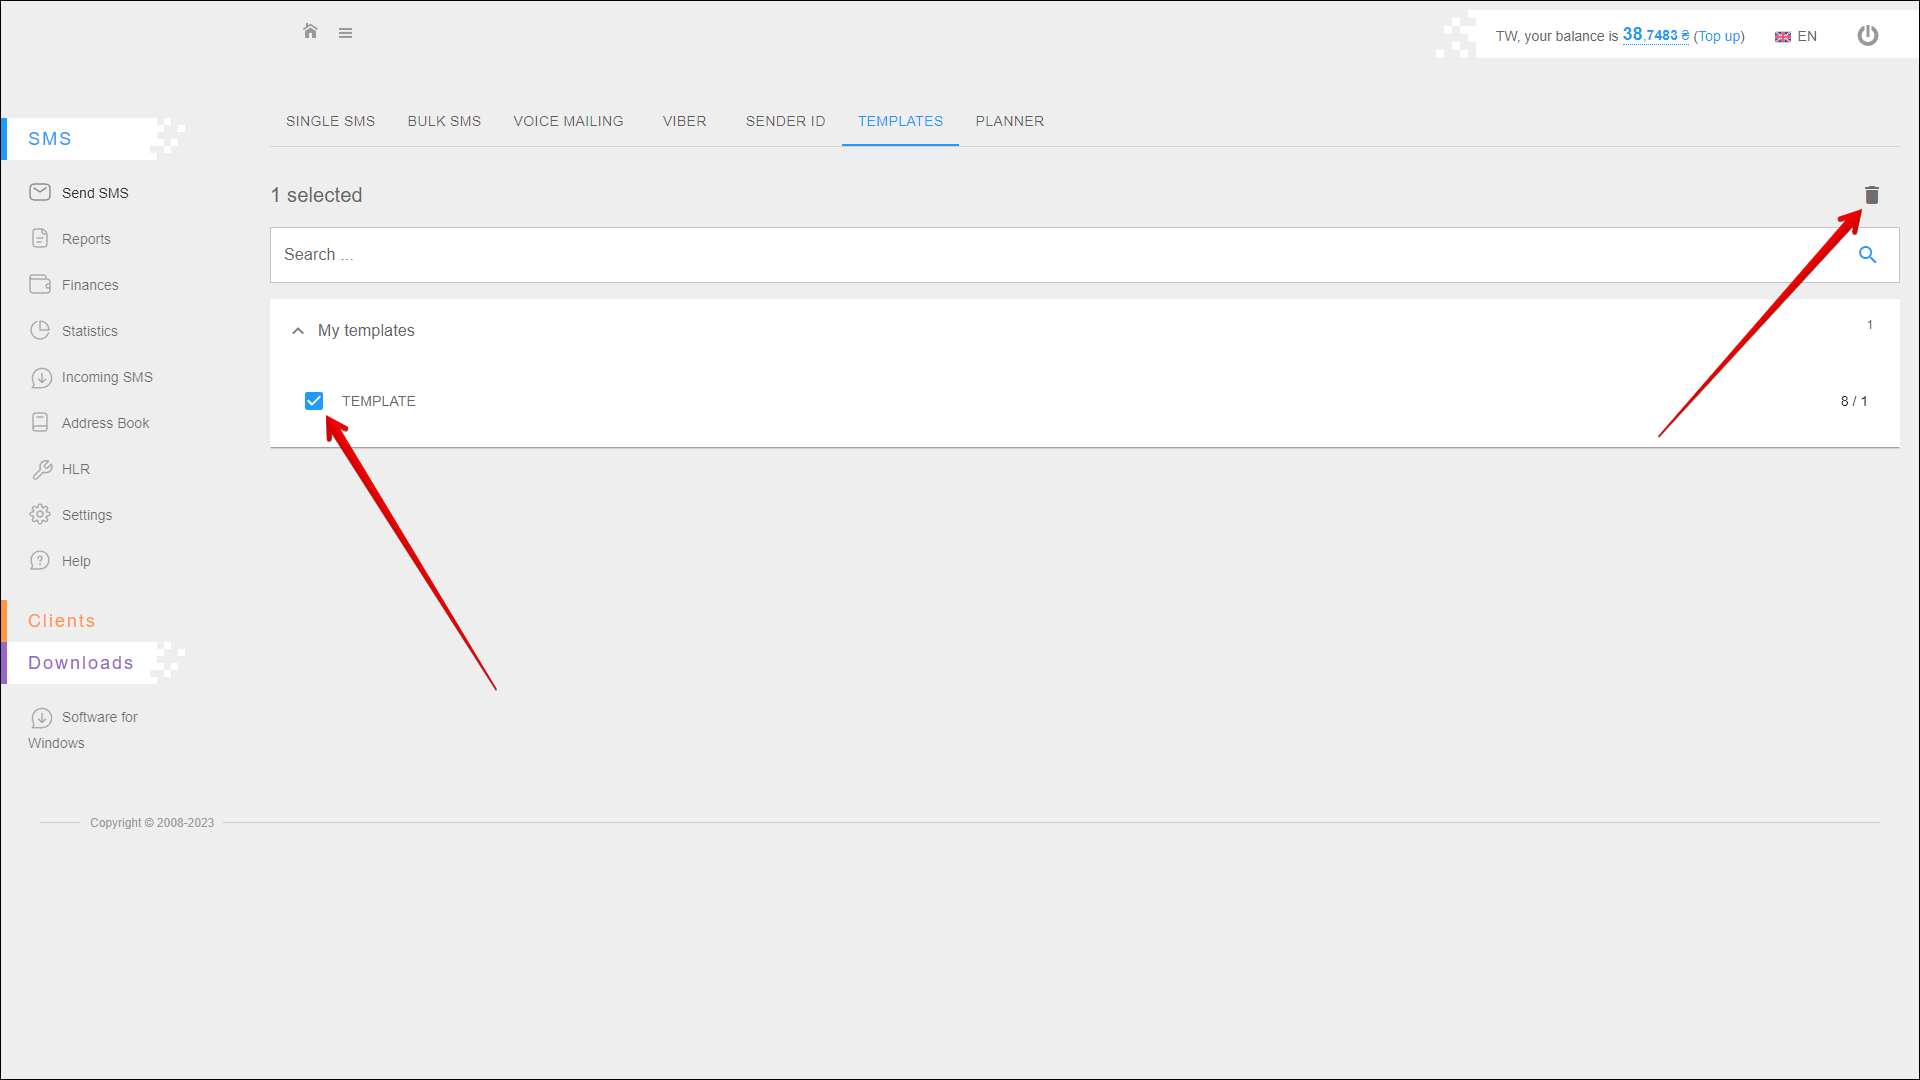 TW, your balance is 38,7483 ₴ (Top up) EN
SINGLE SMS BULK SMS VOICE MAILING VIBER SENDER ID TEMPLATES PLANNER
SMS
Send SMS
Reports
Finances
Statistics
Incoming SMS
Address Book
HLR
Settings
Help
Clients
Downloads
Software for
Windows
1 selected
Search ...
My templates 1
TEMPLATE 8 / 1
Copyright © 2008-2023